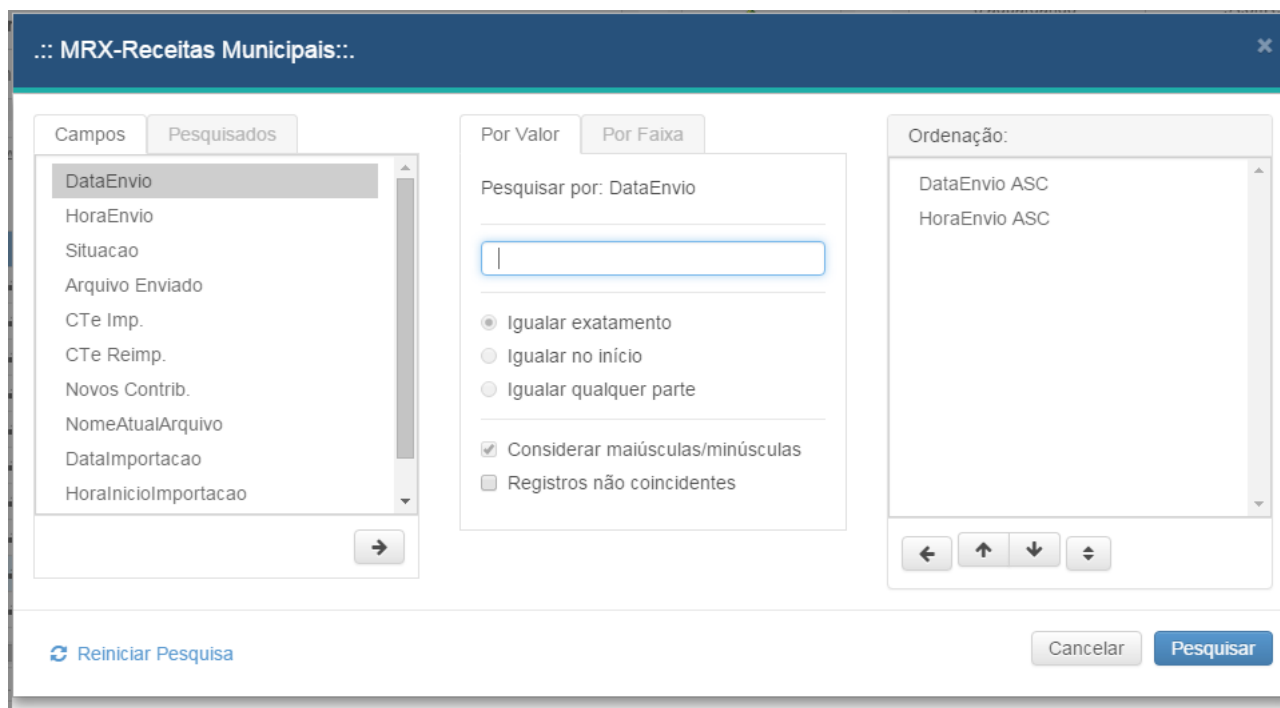 .:: MRX-Receitas Municipais::.
×
Campos
Pesquisados
DataEnvio
HoraEnvio
Situacao
Arquivo Enviado
CTe Imp.
CTe Reimp.
Novos Contrib.
NomeAtualArquivo
DataImportacao
HoraInicioImportacao
Por Valor
Por Faixa
Pesquisar por: DataEnvio
Igualar exatamento
Igualar no início
Igualar qualquer parte
Considerar maiúsculas/minúsculas
Registros não coincidentes
Ordenação:
DataEnvio ASC
HoraEnvio ASC
Reiniciar Pesquisa
Cancelar
Pesquisar